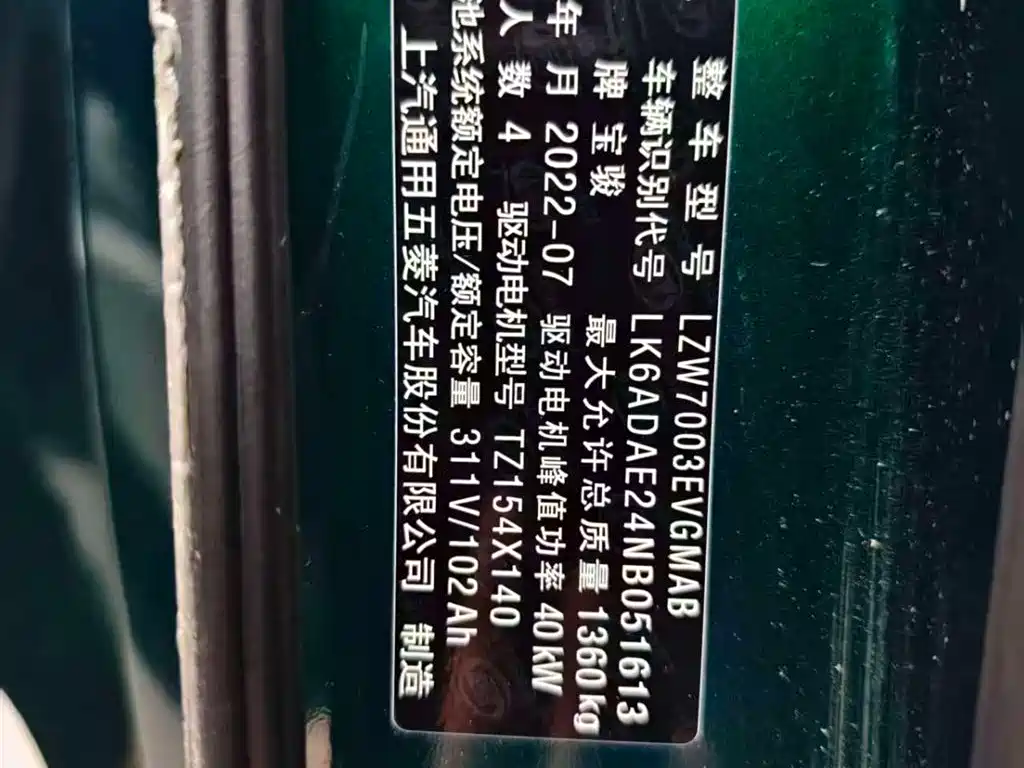 整车型号 LZW7003EVGMAB
车辆识别代号 LK6ADAE24NB051613
牌 宝骏 最大允许总质量 1360kg
年月 2022-07 驱动电机峰值功率 40kW
人数 4 驱动电机型号 TZ154X140
池系统额定电压/额定容量 311V/102Ah
上汽通用五菱汽车股份有限公司 制造